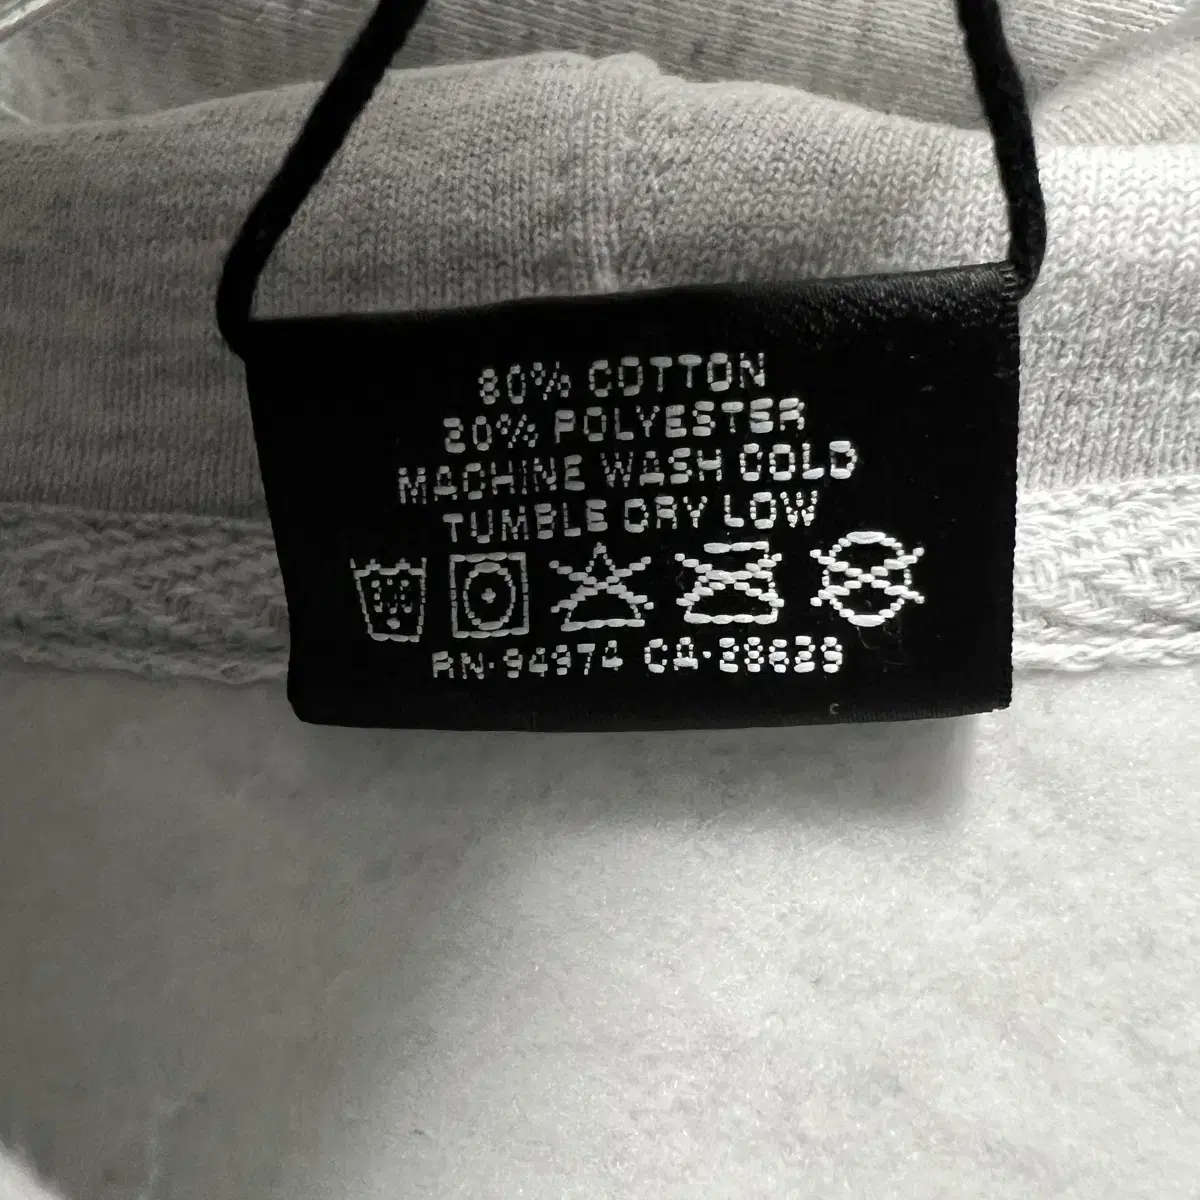 80% COTTON
20% POLYESTER
MACHINE WASH COLD
TUMBLE DRY LOW
RN·94974 CA·28629